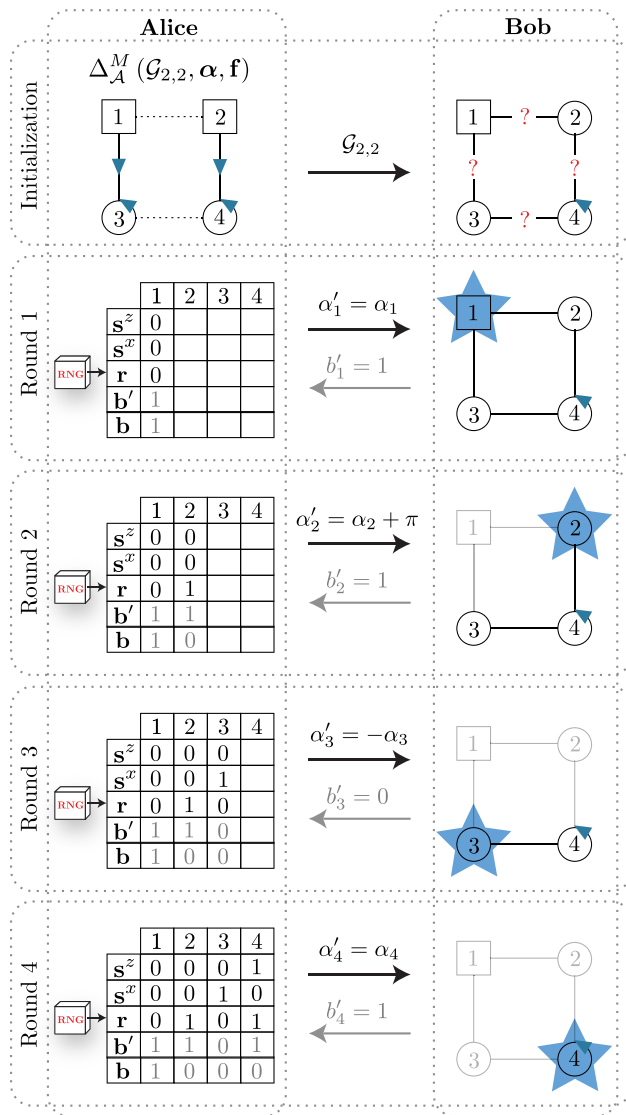 Alice Bob
Initialization
Δ_𝒜^M (𝒢_{2,2}, α, f)
1 2
3 4
𝒢_{2,2}
1 ? 2
? ?
3 ? 4
Round 1
RNG
1 2 3 4
s^z 0
s^x 0
r 0
b′ 1
b 1
α′_1 = α_1
b′_1 = 1
1 2
3 4
Round 2
RNG
1 2 3 4
s^z 0 0
s^x 0 0
r 0 1
b′ 1 1
b 1 0
α′_2 = α_2 + π
b′_2 = 1
1 2
3 4
Round 3
RNG
1 2 3 4
s^z 0 0 0
s^x 0 0 1
r 0 1 0
b′ 1 1 0
b 1 0 0
α′_3 = −α_3
b′_3 = 0
1 2
3 4
Round 4
RNG
1 2 3 4
s^z 0 0 0 1
s^x 0 0 1 0
r 0 1 0 1
b′ 1 1 0 1
b 1 0 0 0
α′_4 = α_4
b′_4 = 1
1 2
3 4